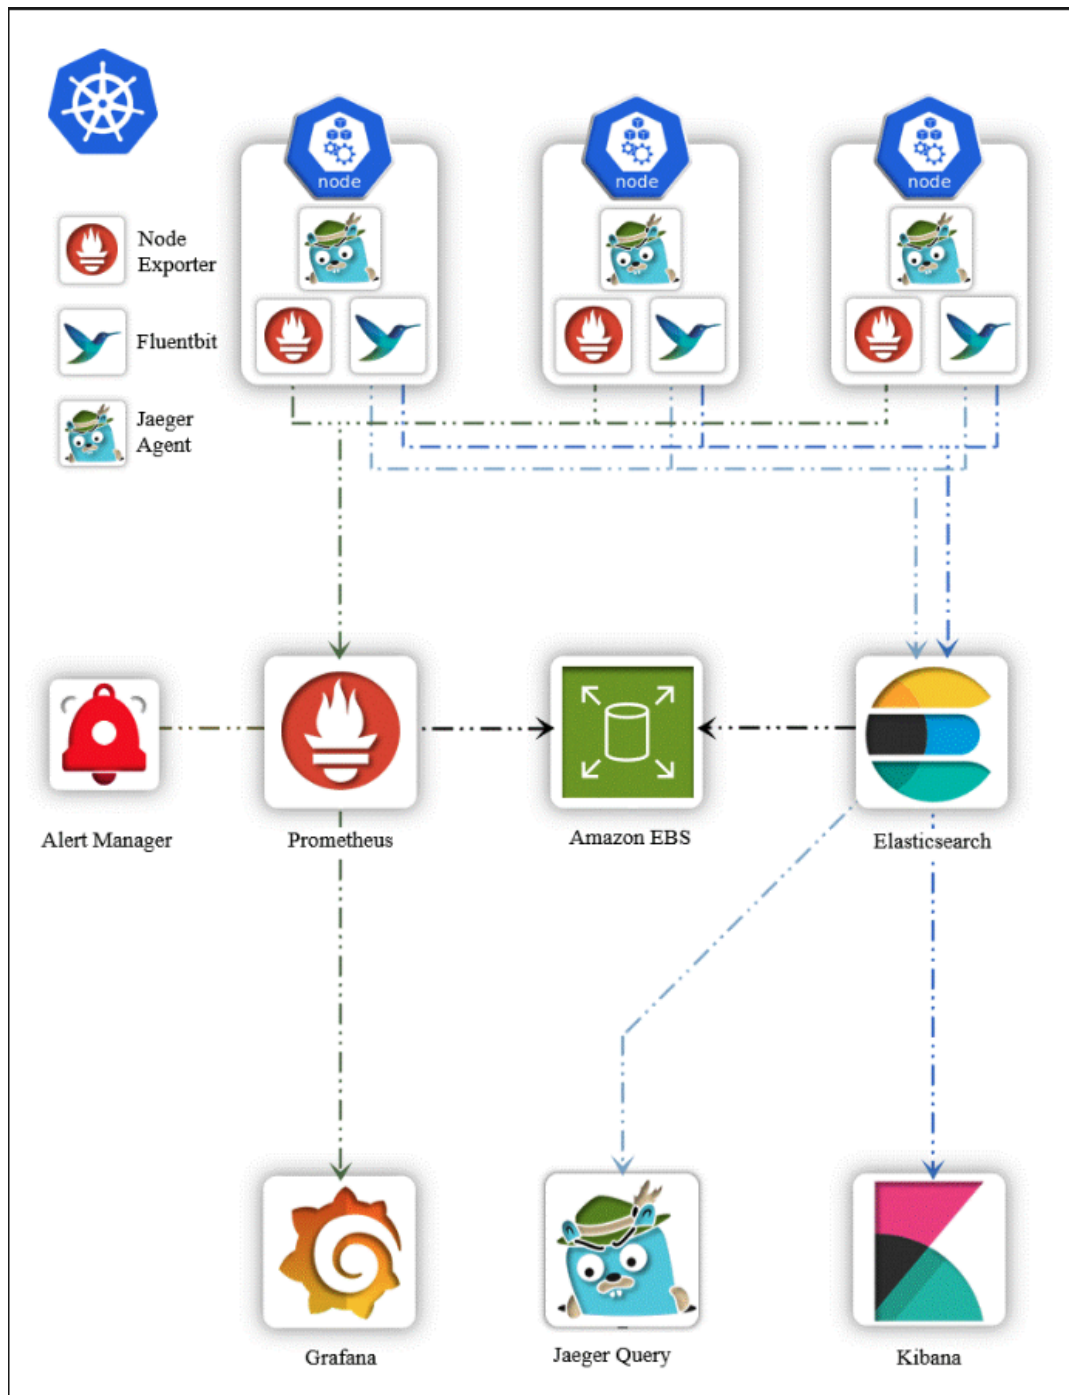 node
node
node
Node
Exporter
Fluentbit
Jaeger
Agent
Alert Manager
Prometheus
Amazon EBS
Elasticsearch
Grafana
Jaeger Query
Kibana